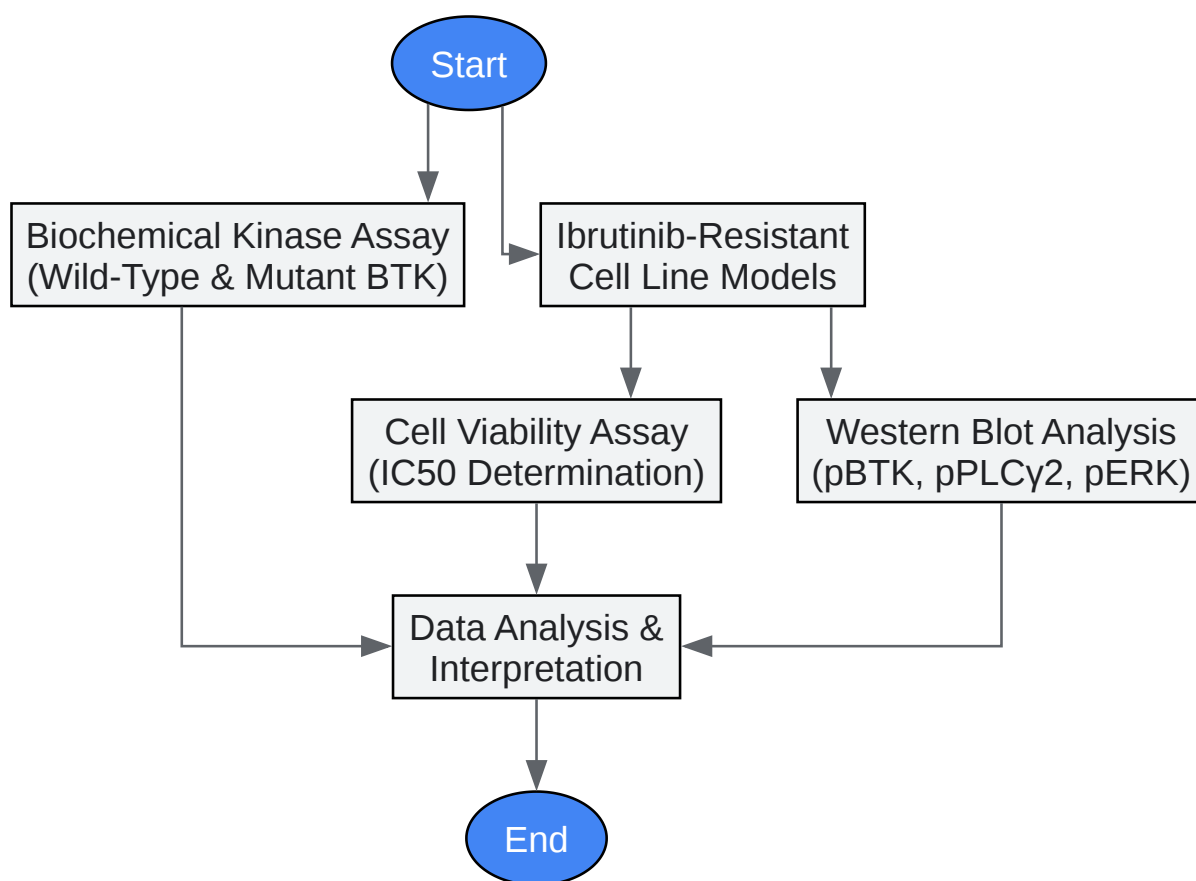 Start
Biochemical Kinase Assay
(Wild-Type & Mutant BTK)
Ibrutinib-Resistant
Cell Line Models
Cell Viability Assay
(IC50 Determination)
Western Blot Analysis
(pBTK, pPLCγ2, pERK)
Data Analysis &
Interpretation
End